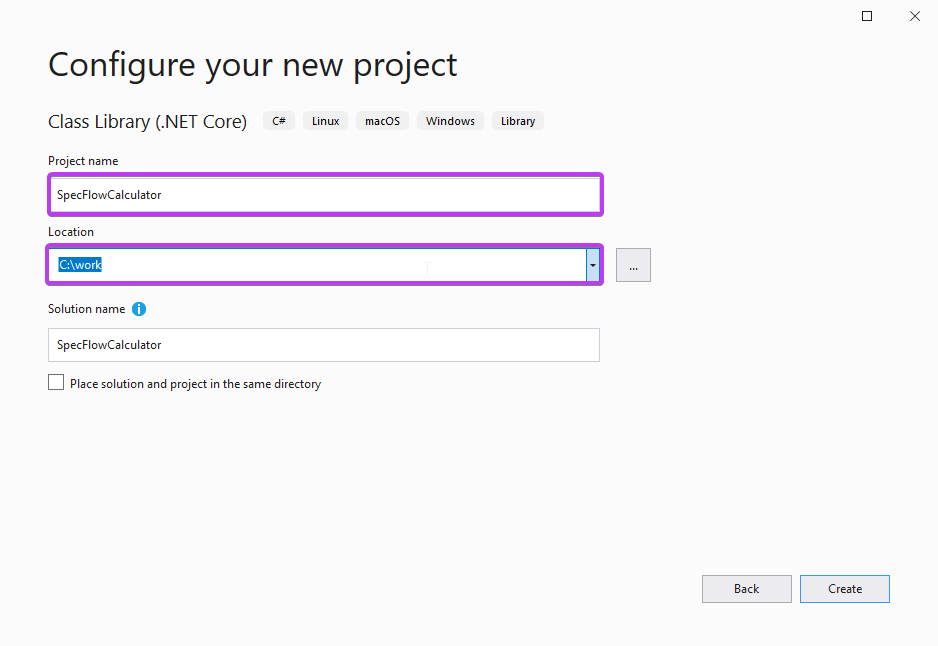 Configure your new project
Class Library (.NET Core) C# Linux macOS Windows Library
Project name
SpecFlowCalculator
Location
C:\work
...
Solution name
SpecFlowCalculator
Place solution and project in the same directory
Back Create